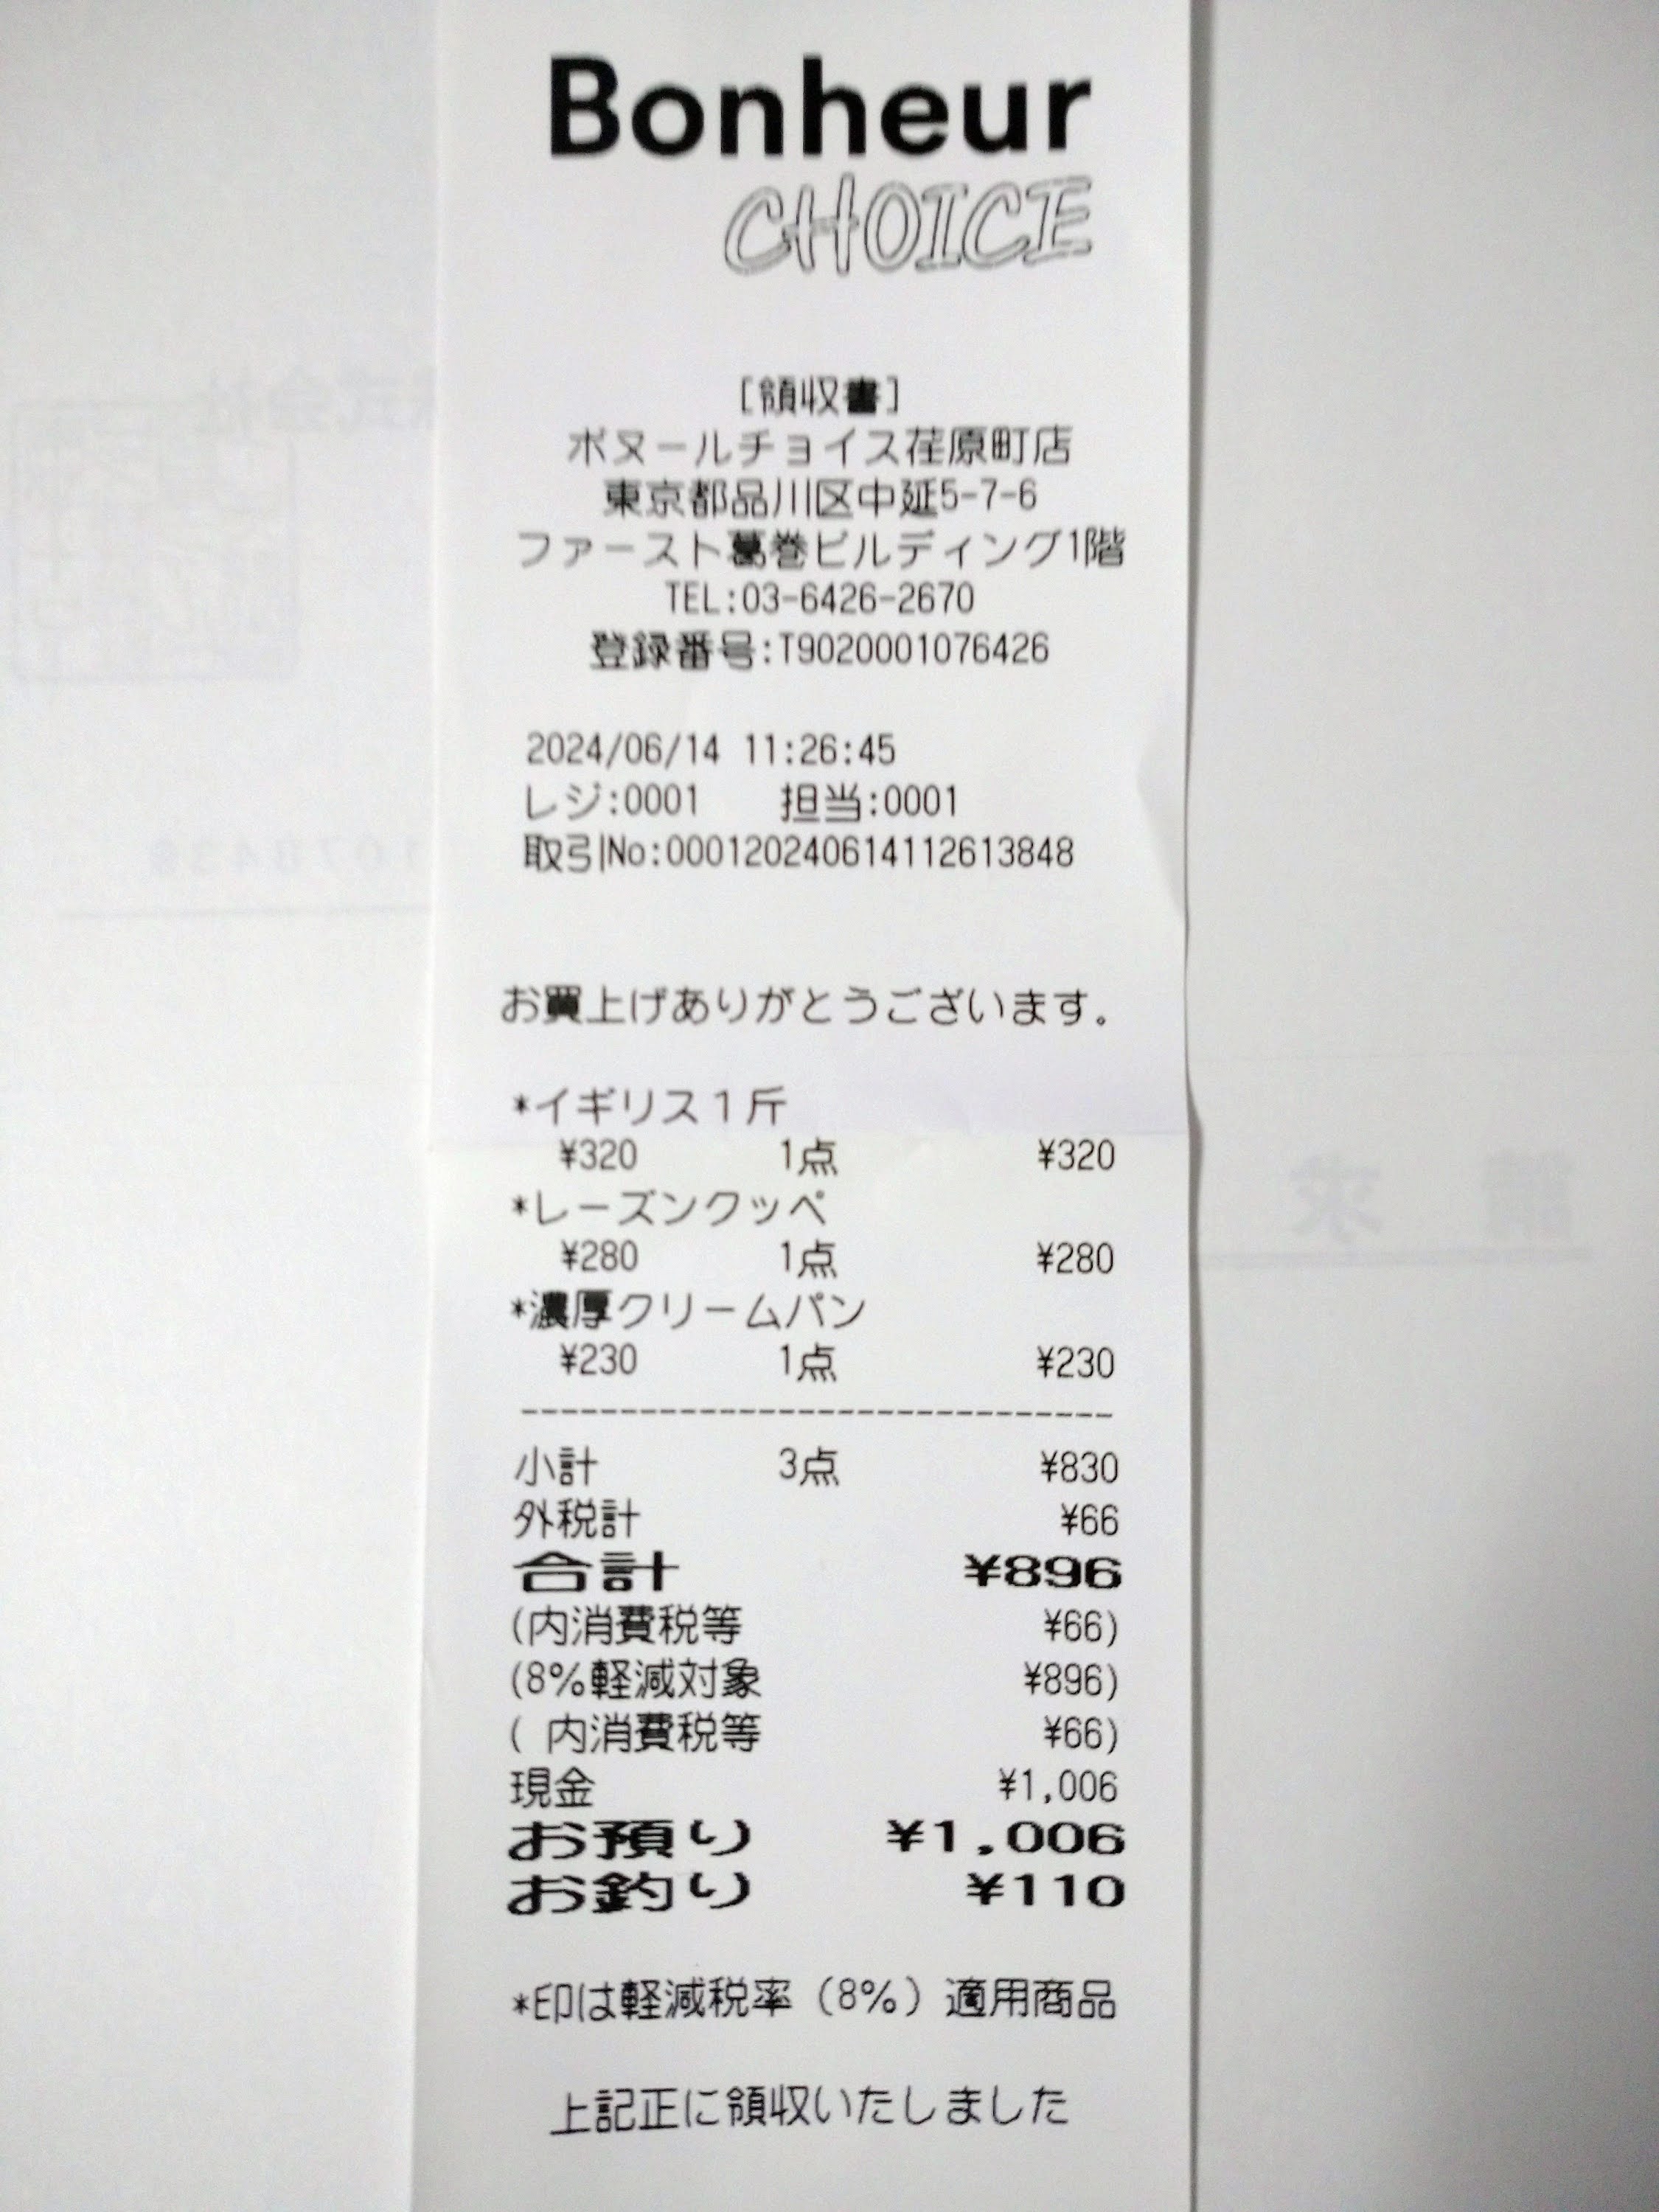 Bonheur
CHOICE
[領収書]
ボヌールチョイス荏原町店
東京都品川区中延5-7-6
ファースト葛巻ビルディング1階
TEL:03-6426-2670
登録番号:T9020001076426
2024/06/14 11:26:45
レジ:0001 担当:0001
取引No:00012024061411261384​8
お買上げありがとうございます。
*イギリス1斤
¥320 1点 ¥320
*レーズンクッペ
¥280 1点 ¥280
*濃厚クリームパン
¥230 1点 ¥230
------------------------------
小計 3点 ¥830
外税計 ¥66
合計 ¥896
(内消費税等 ¥66)
(8%軽減対象 ¥896)
( 内消費税等 ¥66)
現金 ¥1,006
お預り ¥1,006
お釣り ¥110
*印は軽減税率(8%)適用商品
上記正に領収いたしました